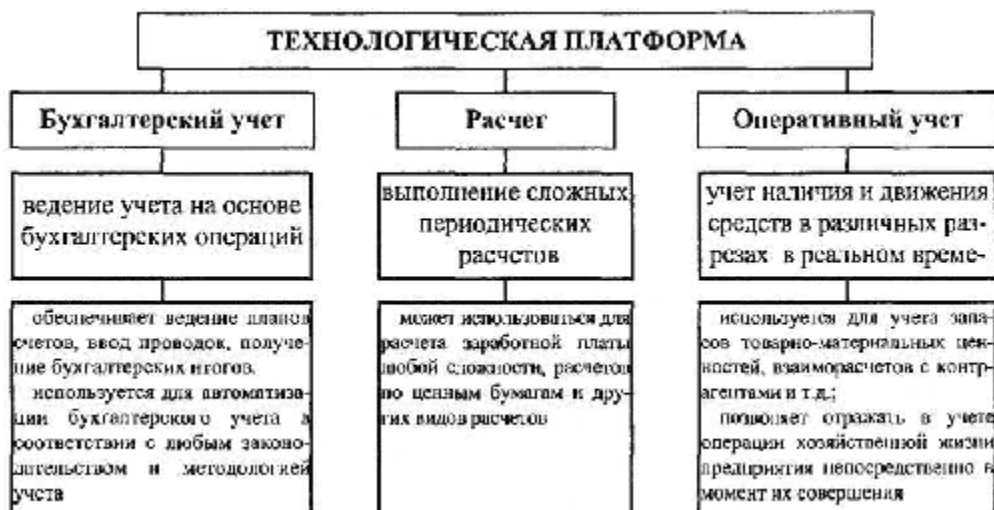 ТЕХНОЛОГИЧЕСКАЯ ПЛАТФОРМА
Бухгалтерский учет
ведение учета на основе
бухгалтерских операций
обеспечивает ведение планов
счетов, ввод проводок, получе-
ние бухгалтерских итогов.
используется для автоматиза-
ции бухгалтерского учета в
соответствии с любым законо-
дательством и методологией
учета
Расчет
выполнение сложных
периодических
расчетов
может использоваться для
расчета заработной платы
любой сложности, расчетов
по ценным бумагам и дру-
гих видов расчетов
Оперативный учет
учет наличия и движения
средств в различных раз-
резах в реальном време-
используется для учета запа-
сов товарно-материальных цен-
ностей, взаиморасчетов с контр-
агентами и т.д.;
позволяет отражать в учете
операции хозяйственной жизни
предприятия непосредственно в
момент их совершения